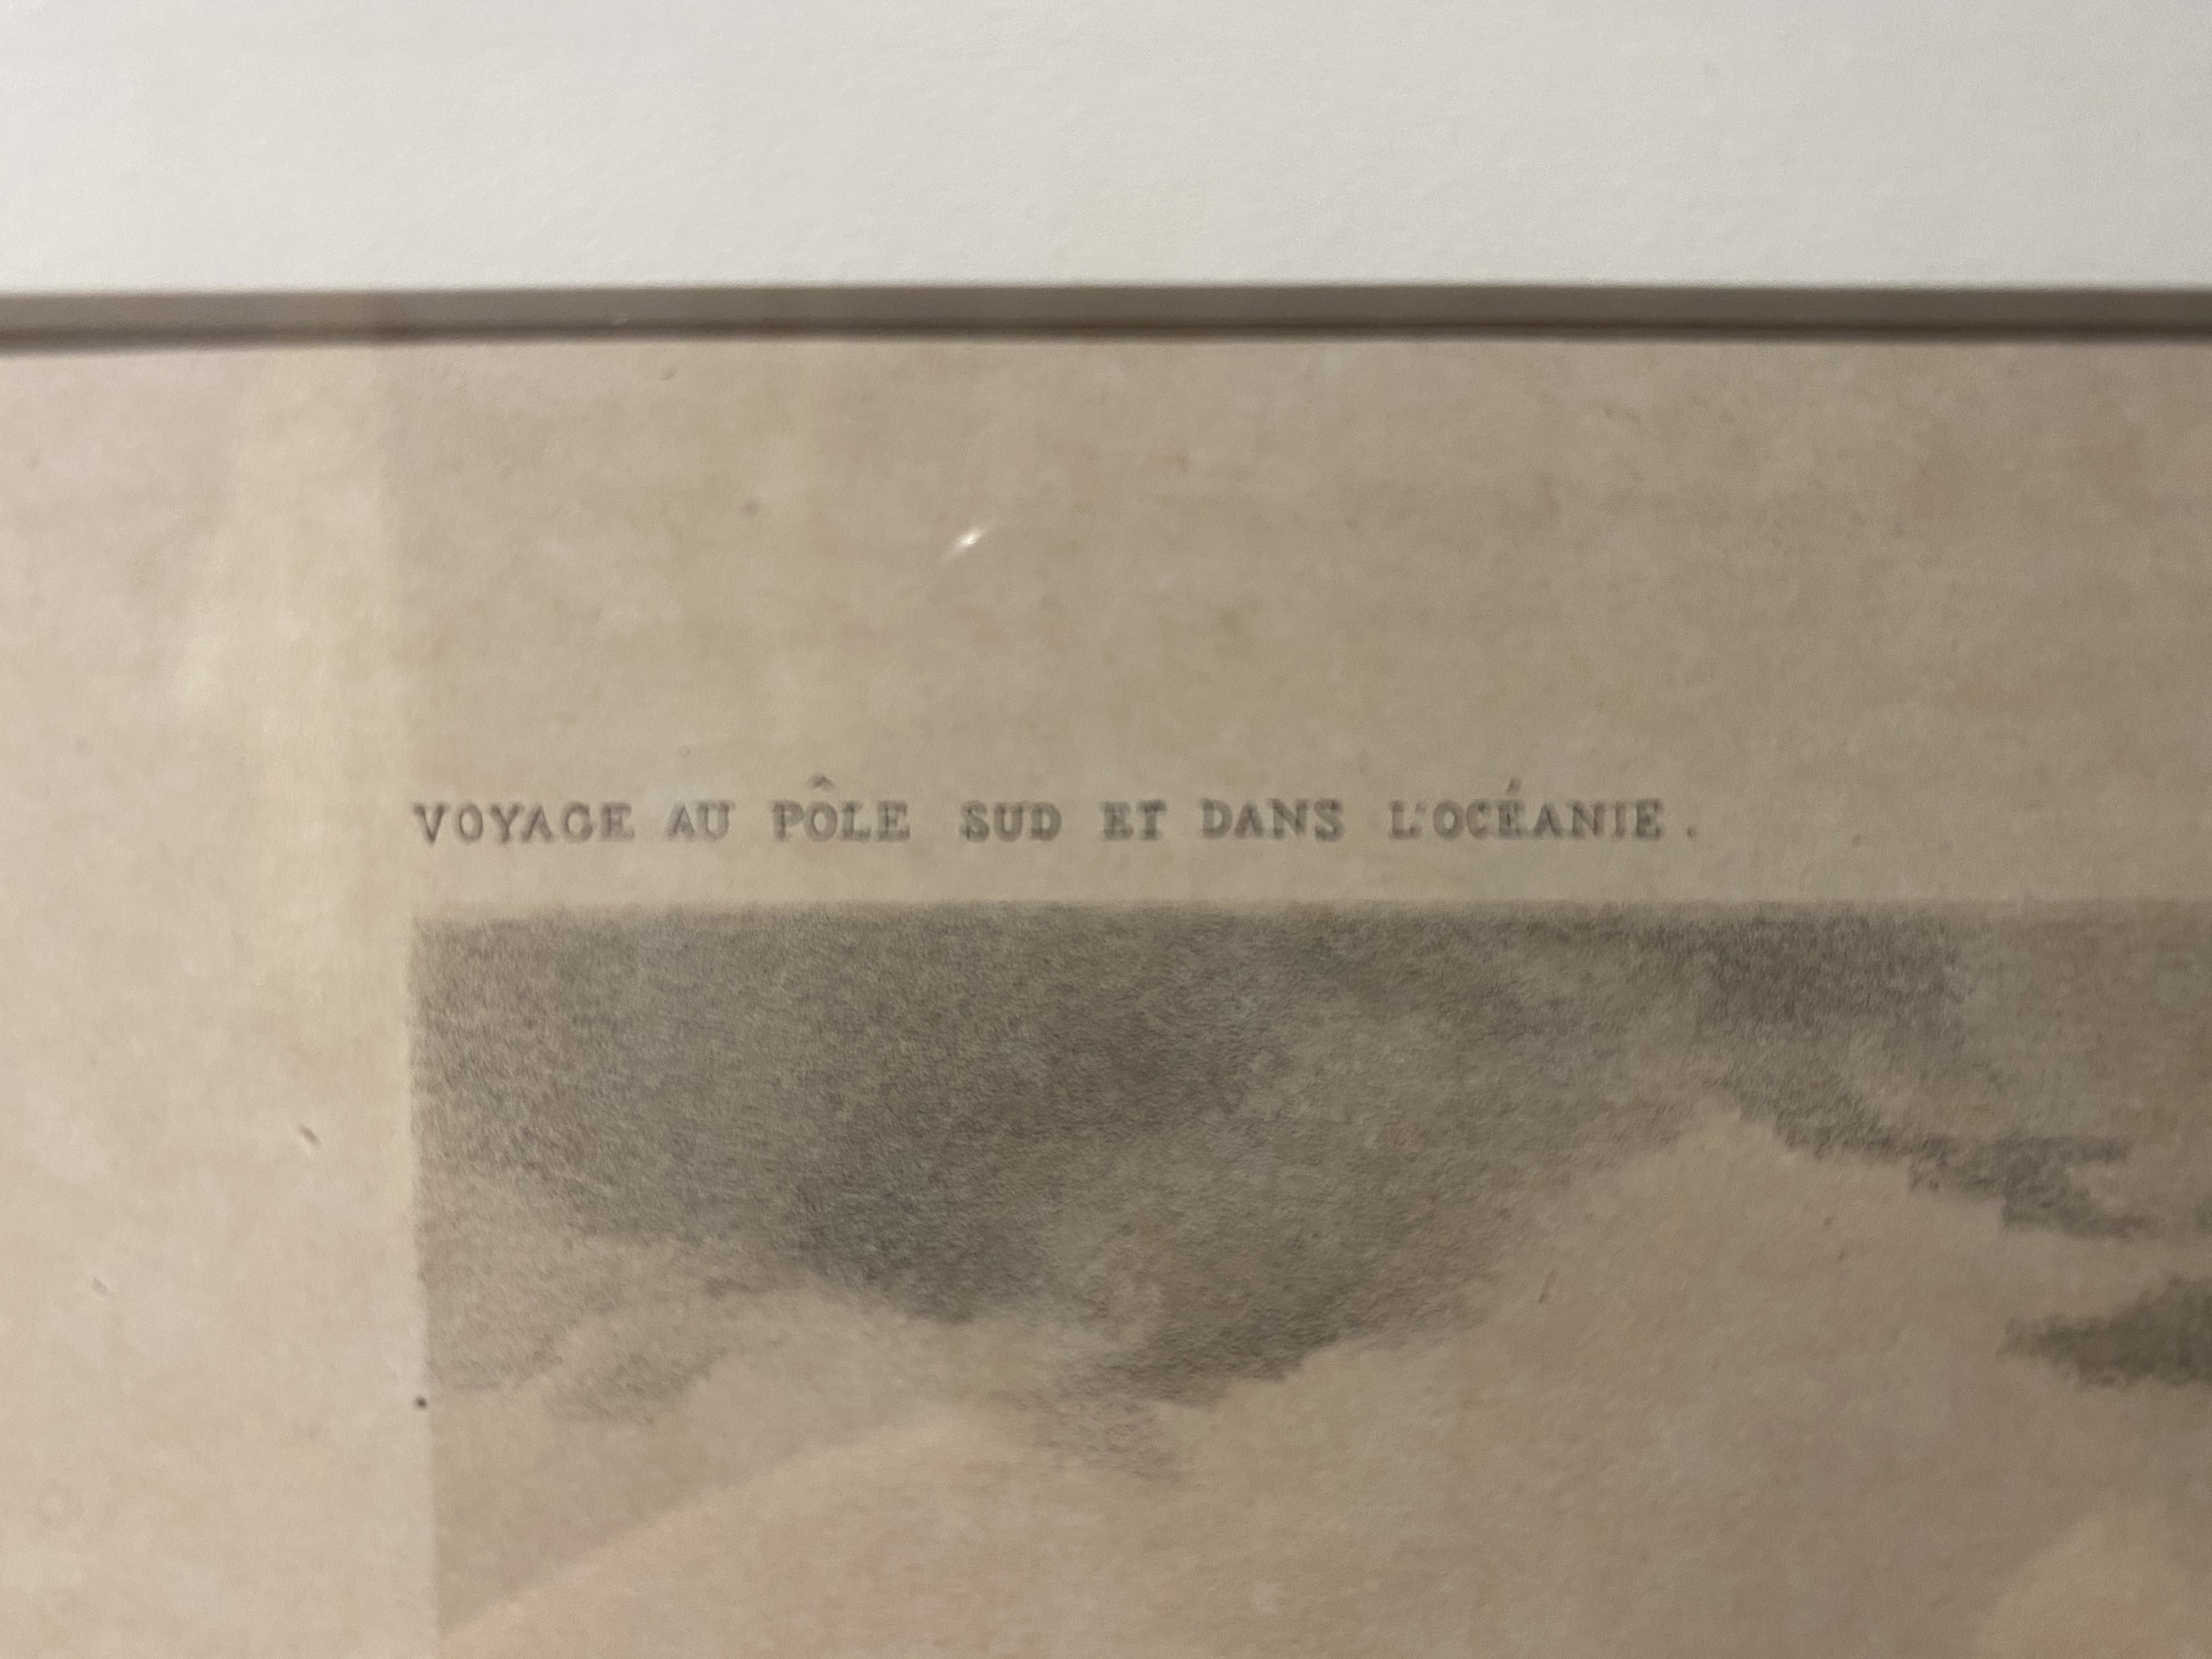 VOYAGE AU PÔLE SUD ET DANS L'OCÉANIE.